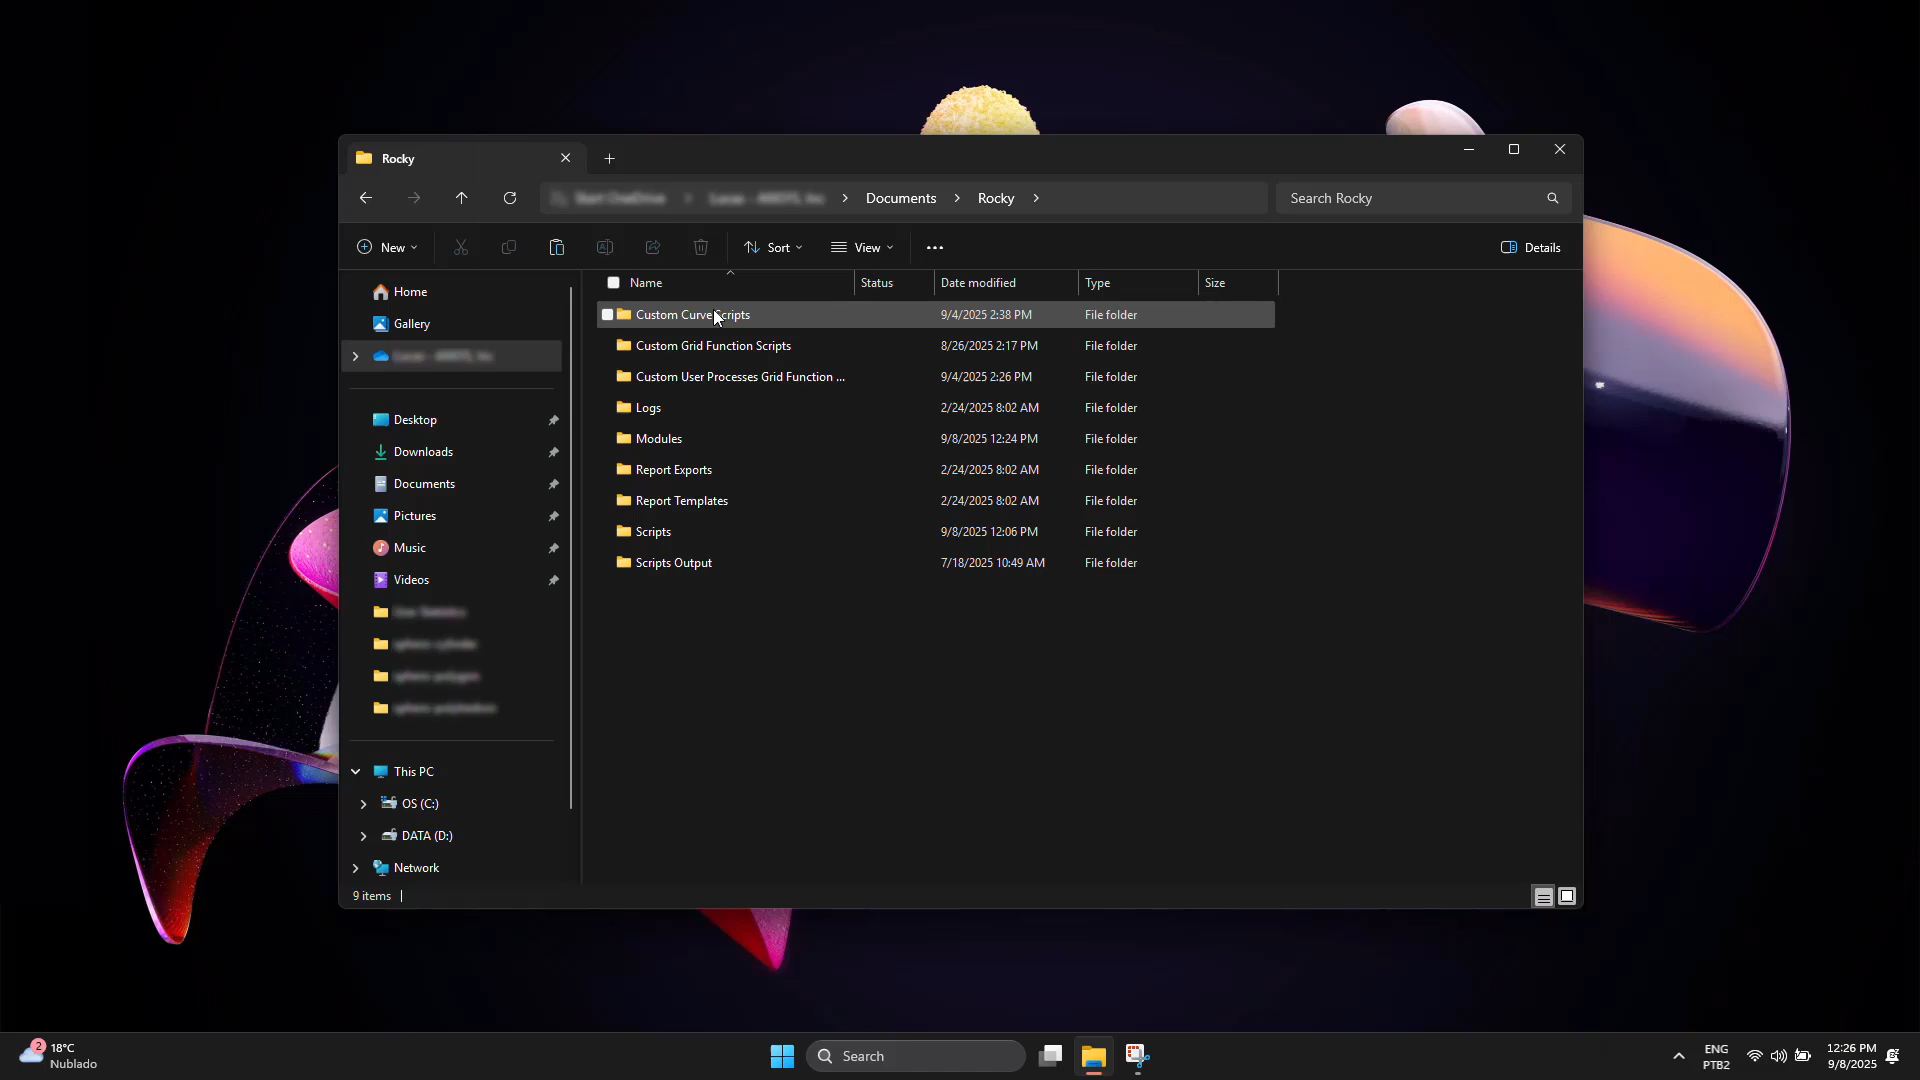 Rocky
Documents > Rocky >
Search Rocky
New
Sort
View
Details
Name Status Date modified Type Size
Home
Gallery
Desktop
Downloads
Documents
Pictures
Music
Videos
This PC
OS (C:)
DATA (D:)
Network
Custom Curve Scripts 9/4/2025 2:38 PM File folder
Custom Grid Function Scripts 8/26/2025 2:17 PM File folder
Custom User Processes Grid Function ... 9/4/2025 2:26 PM File folder
Logs 2/24/2025 8:02 AM File folder
Modules 9/8/2025 12:24 PM File folder
Report Exports 2/24/2025 8:02 AM File folder
Report Templates 2/24/2025 8:02 AM File folder
Scripts 9/8/2025 12:06 PM File folder
Scripts Output 7/18/2025 10:49 AM File folder
9 items
2
18°C
Nublado
Search
ENG
PTB2
12:26 PM
9/8/2025